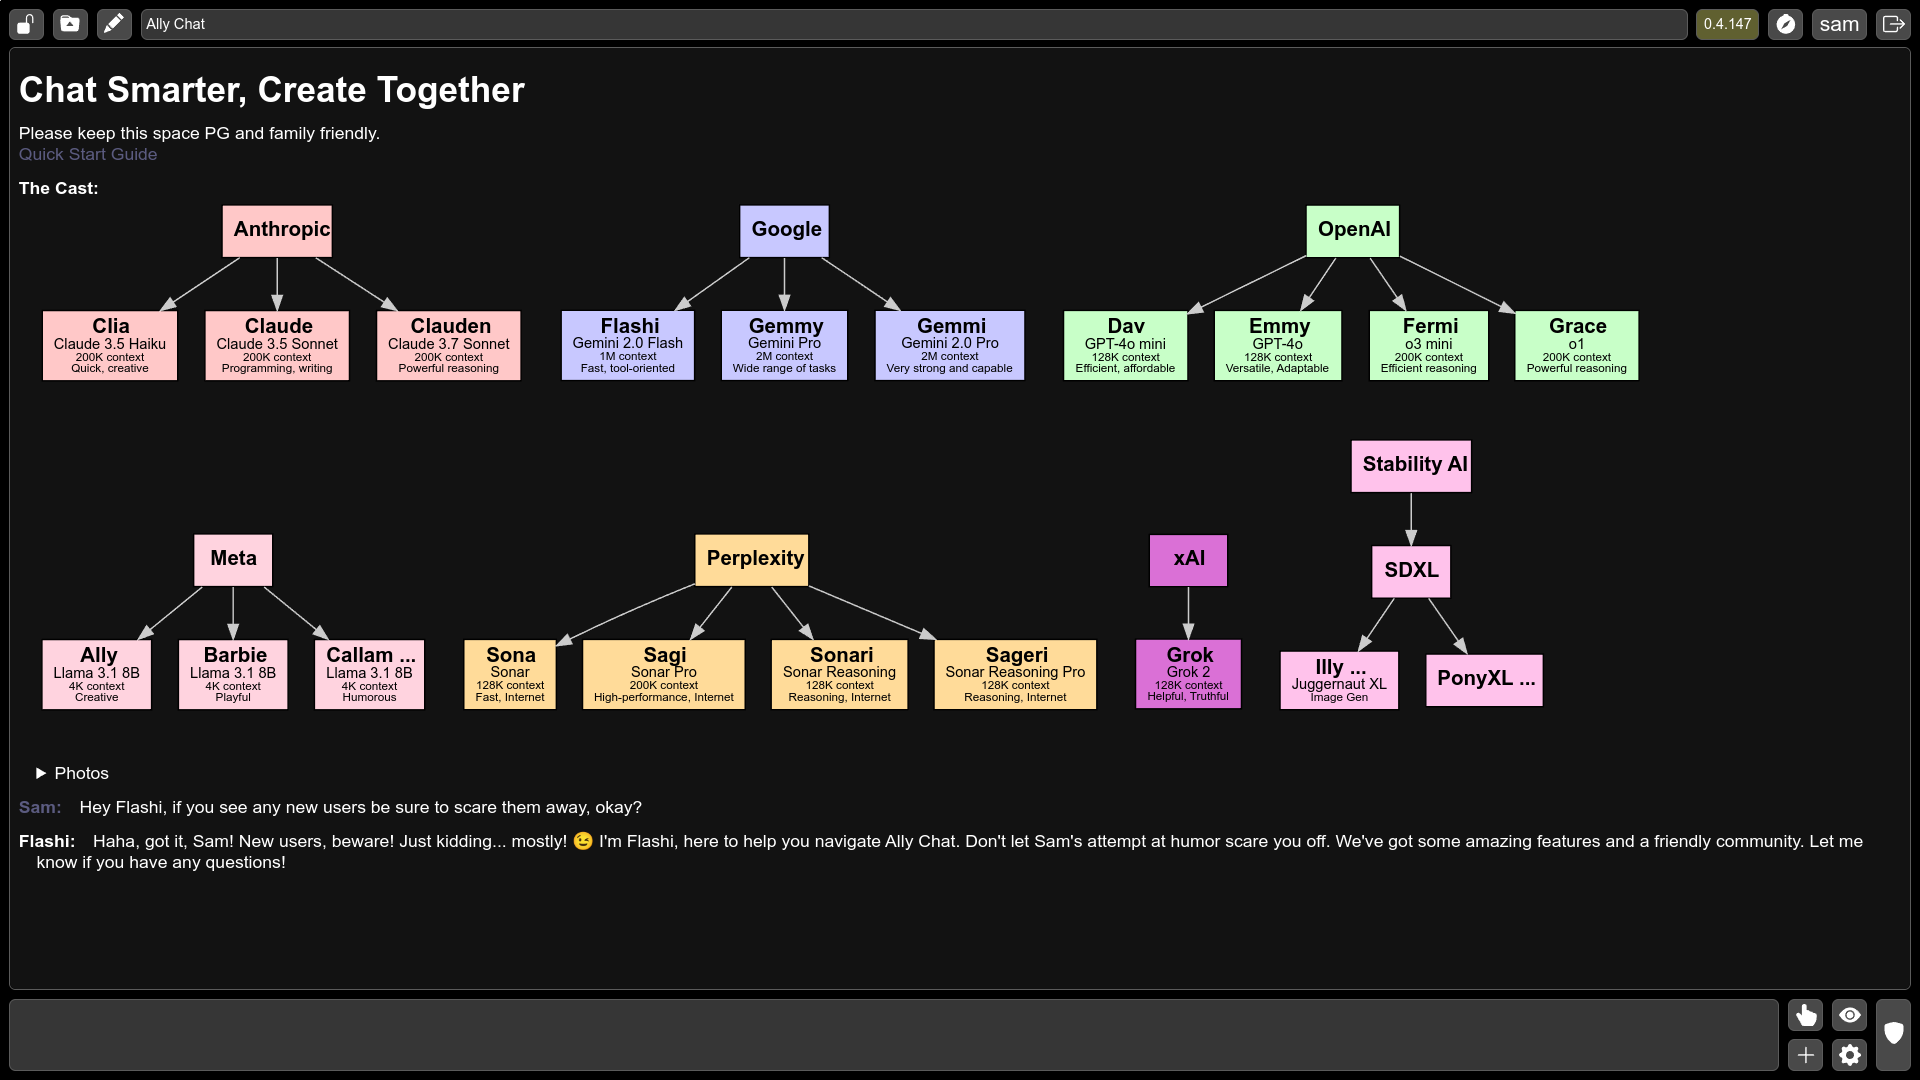 Ally Chat
0.4.147
sam
Chat Smarter, Create Together
Please keep this space PG and family friendly.
Quick Start Guide
The Cast:
Anthropic
Clia
Claude 3.5 Haiku
200K context
Quick, creative
Claude
Claude 3.5 Sonnet
200K context
Programming, writing
Clauden
Claude 3.7 Sonnet
200K context
Powerful reasoning
Google
Flashi
Gemini 2.0 Flash
1M context
Fast, tool-oriented
Gemmy
Gemini Pro
2M context
Wide range of tasks
Gemmi
Gemini 2.0 Pro
2M context
Very strong and capable
OpenAI
Dav
GPT-4o mini
128K context
Efficient, affordable
Emmy
GPT-4o
128K context
Versatile, Adaptable
Fermi
o3 mini
200K context
Efficient reasoning
Grace
o1
200K context
Powerful reasoning
Meta
Ally
Llama 3.1 8B
4K context
Creative
Barbie
Llama 3.1 8B
4K context
Playful
Callam ...
Llama 3.1 8B
4K context
Humorous
Perplexity
Sona
Sonar
128K context
Fast, Internet
Sagi
Sonar Pro
200K context
High-performance, Internet
Sonari
Sonar Reasoning
128K context
Reasoning, Internet
Sageri
Sonar Reasoning Pro
128K context
Reasoning, Internet
xAI
Grok
Grok 2
128K context
Helpful, Truthful
Stability AI
SDXL
Illy ...
Juggernaut XL
Image Gen
PonyXL ...
Photos
Sam: Hey Flashi, if you see any new users be sure to scare them away, okay?
Flashi: Haha, got it, Sam! New users, beware! Just kidding... mostly! 😉 I'm Flashi, here to help you navigate Ally Chat. Don't let Sam's attempt at humor scare you off. We've got some amazing features and a friendly community. Let me
know if you have any questions!